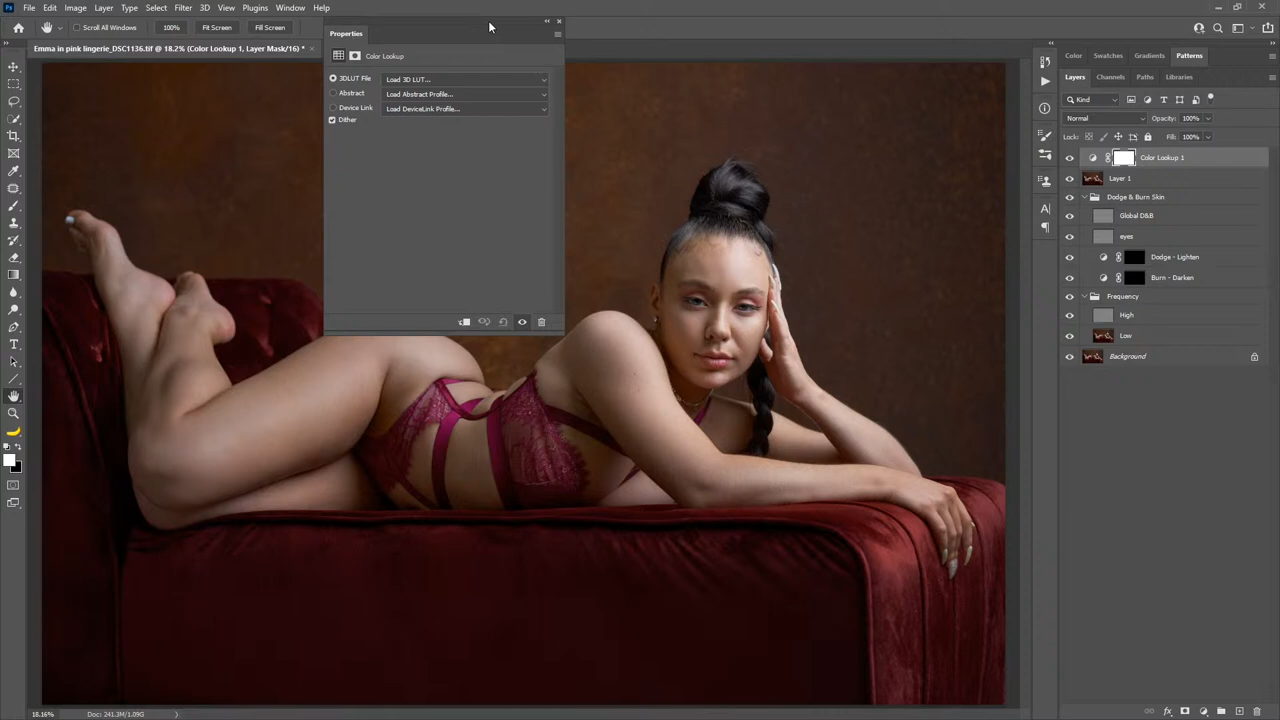 Ps File Edit Image Layer Type Select Filter 3D View Plugins Window Help
Scroll All Windows 100% Fit Screen Fill Screen
Emma in pink lingerie_DSC1136.tif @ 18.2% (Color Lookup 1, Layer Mask/16) *
Properties
Color Lookup
3DLUT File Load 3D LUT...
Abstract Load Abstract Profile...
Device Link Load DeviceLink Profile...
Dither
Color Swatches Gradients Patterns
Layers Channels Paths Libraries
Kind
Normal Opacity: 100%
Lock: Fill: 100%
Color Lookup 1
Layer 1
Dodge & Burn Skin
Global D&B
eyes
Dodge - Lighten
Burn - Darken
Frequency
High
Low
Background
18.16% Doc: 241.3M/1.09G